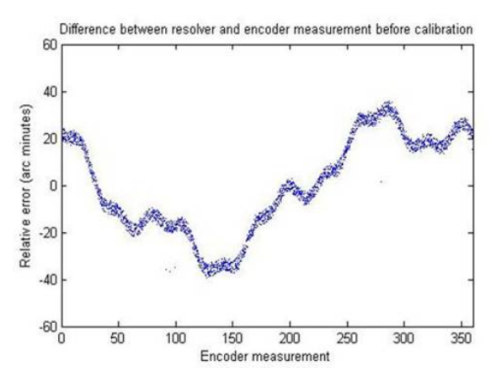 Difference between resolver and encoder measurement before calibration
60
40
20
0
-20
-40
-60
Relative error (arc minutes)
0 50 100 150 200 250 300 350
Encoder measurement